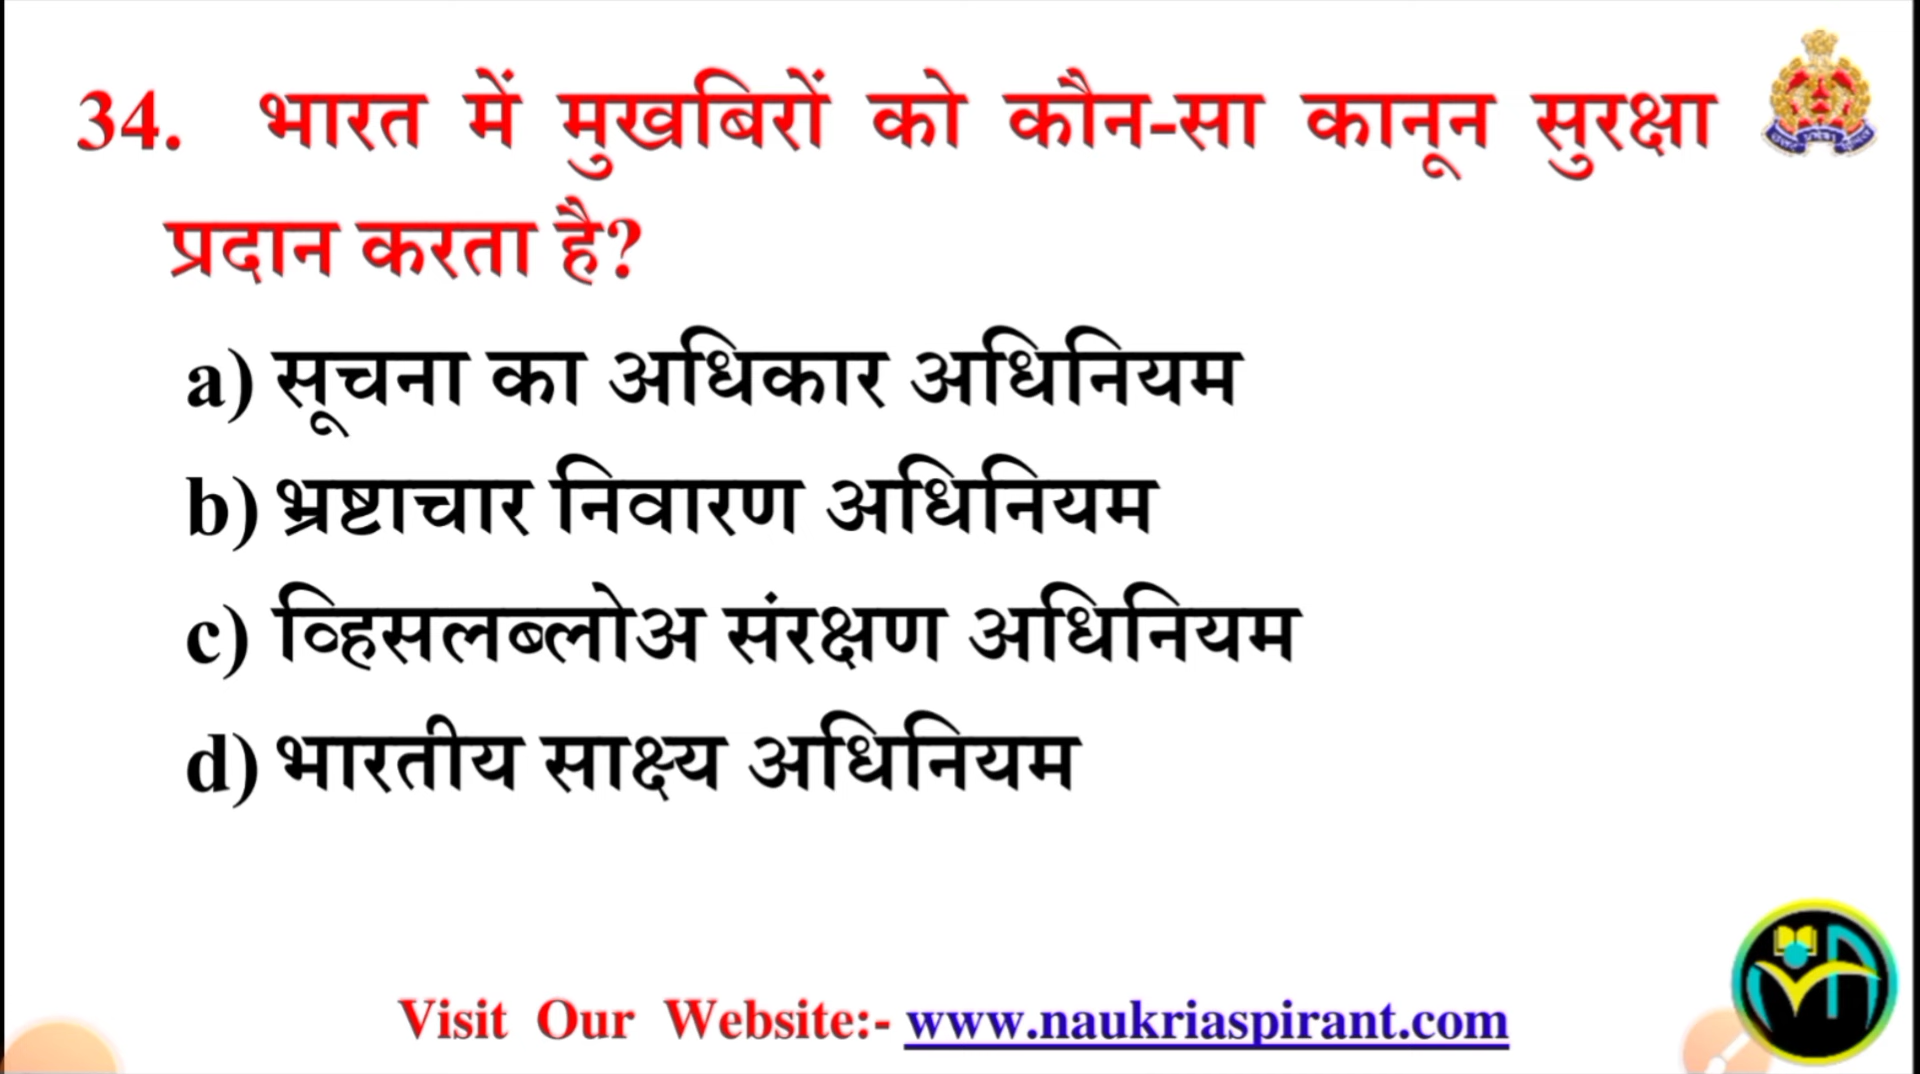 34. भारत में मुखबिरों को कौन-सा कानून सुरक्षा
प्रदान करता है?
a) सूचना का अधिकार अधिनियम
b) भ्रष्टाचार निवारण अधिनियम
c) व्हिसलब्लोअ संरक्षण अधिनियम
d) भारतीय साक्ष्य अधिनियम
Visit Our Website:- www.naukriaspirant.com